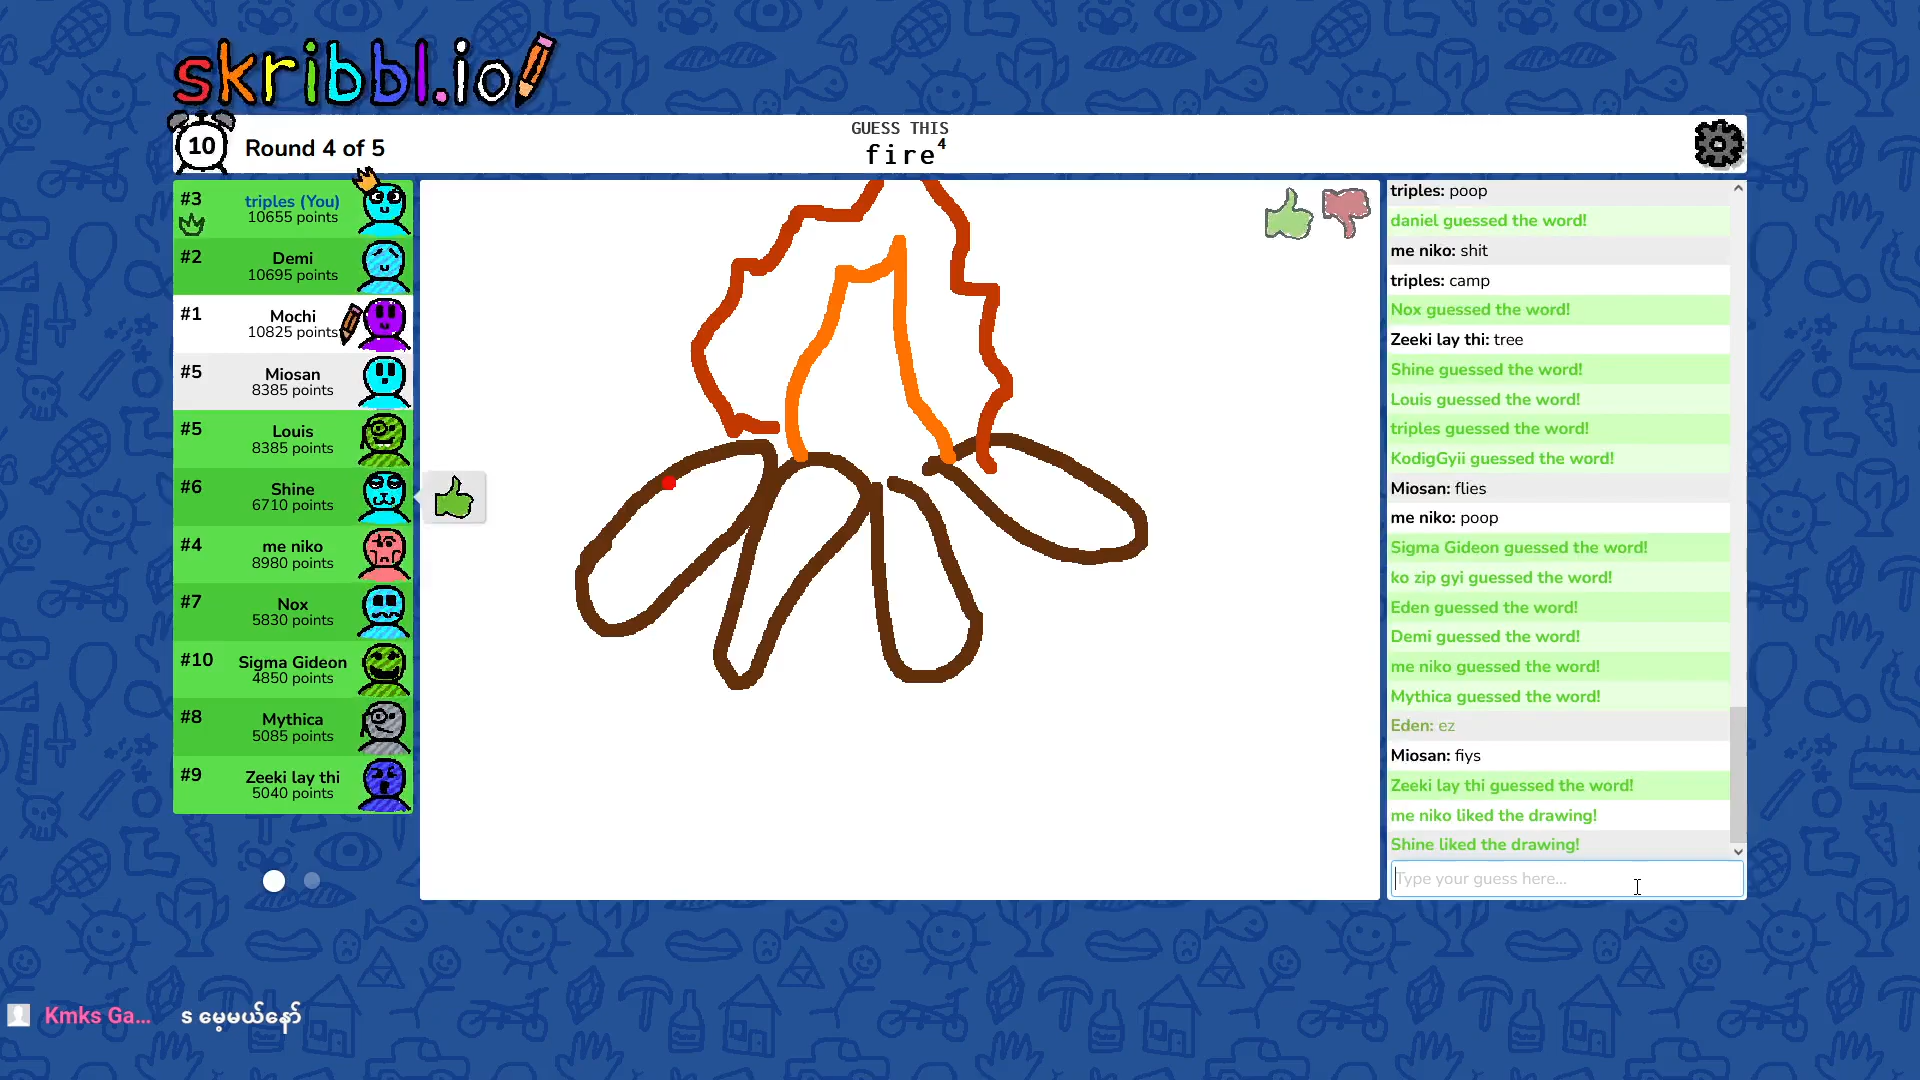 skribbl.io
10
Round 4 of 5
GUESS THIS
fire4
#3
triples (You)
10655 points
#2
Demi
10695 points
#1
Mochi
10825 points
#5
Miosan
8385 points
#5
Louis
8385 points
#6
Shine
6710 points
#4
me niko
8980 points
#7
Nox
5830 points
#10
Sigma Gideon
4850 points
#8
Mythica
5085 points
#9
Zeeki lay thi
5040 points
triples: poop
daniel guessed the word!
me niko: shit
triples: camp
Nox guessed the word!
Zeeki lay thi: tree
Shine guessed the word!
Louis guessed the word!
triples guessed the word!
KodigGyii guessed the word!
Miosan: flies
me niko: poop
Sigma Gideon guessed the word!
ko zip gyi guessed the word!
Eden guessed the word!
Demi guessed the word!
me niko guessed the word!
Mythica guessed the word!
Eden: ez
Miosan: fiys
Zeeki lay thi guessed the word!
me niko liked the drawing!
Shine liked the drawing!
Type your guess here...
Kmks Ga... s မေ့မယ်နော်